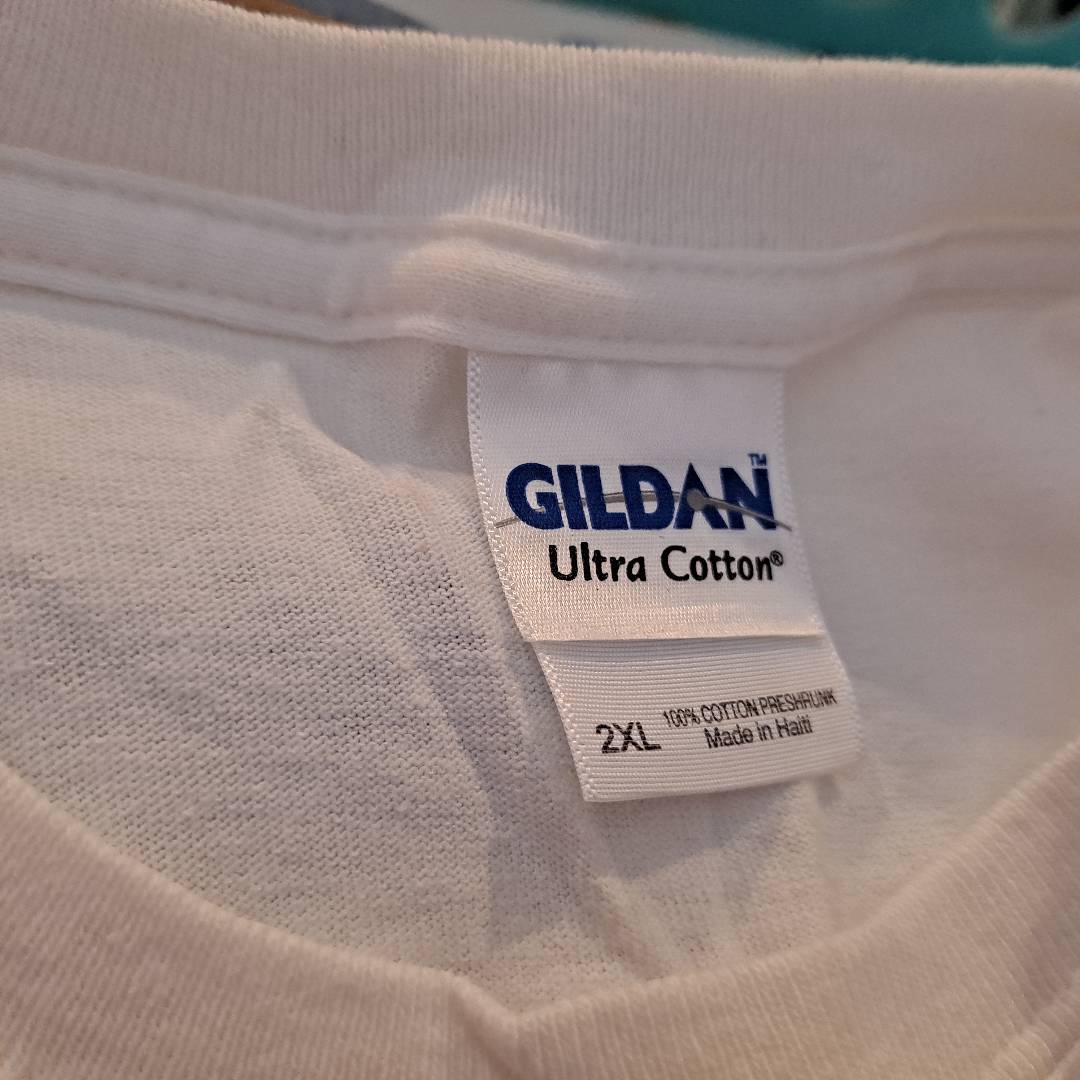 GILDAN™
Ultra Cotton®
2XL 100% COTTON PRESHRUNK
Made in Haiti